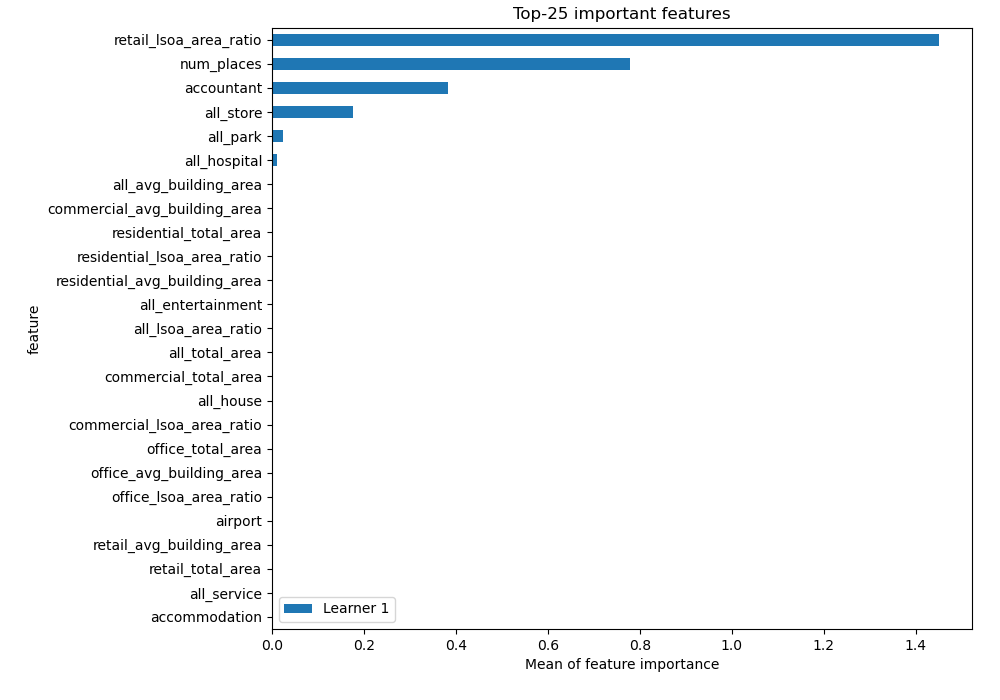 Top-25 important features
retail_lsoa_area_ratio
num_places
accountant
all_store
all_park
all_hospital
all_avg_building_area
commercial_avg_building_area
residential_total_area
residential_lsoa_area_ratio
residential_avg_building_area
all_entertainment
all_lsoa_area_ratio
all_total_area
commercial_total_area
all_house
commercial_lsoa_area_ratio
office_total_area
office_avg_building_area
office_lsoa_area_ratio
airport
retail_avg_building_area
retail_total_area
all_service
accommodation
feature
Learner 1
0.0 0.2 0.4 0.6 0.8 1.0 1.2 1.4
Mean of feature importance